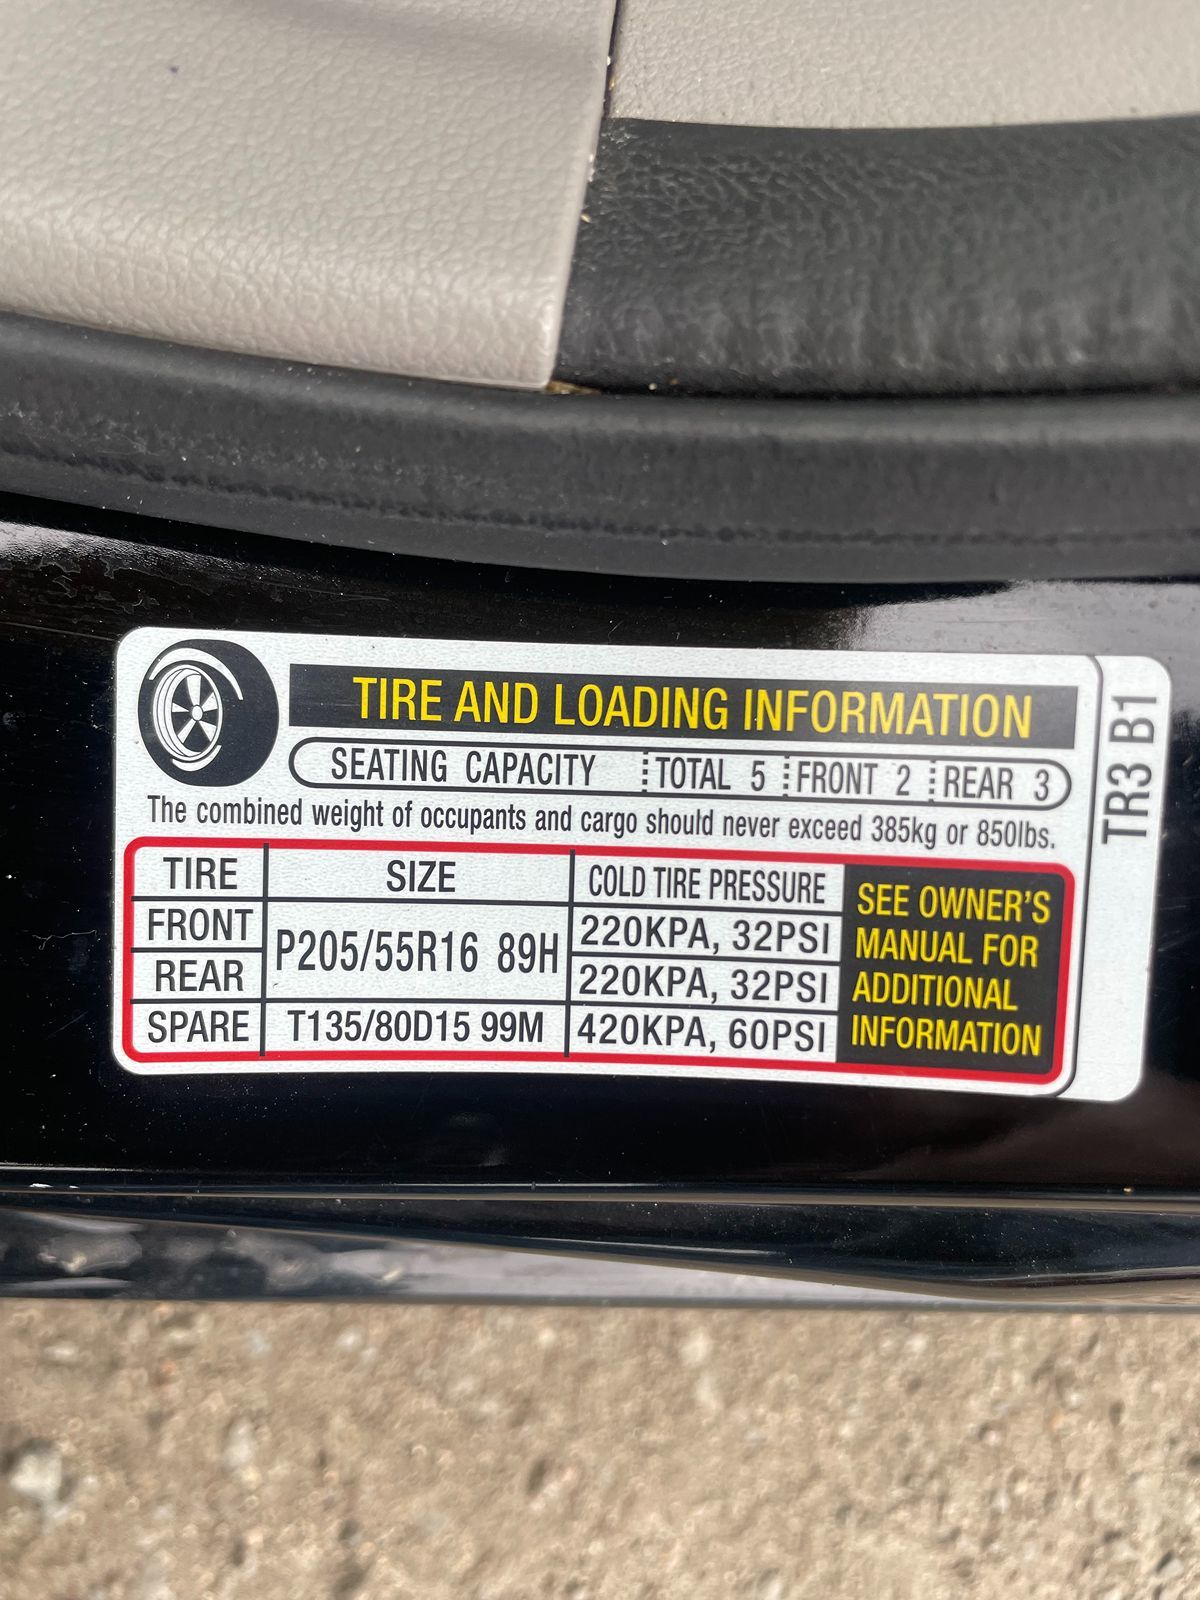 TIRE AND LOADING INFORMATION
SEATING CAPACITY TOTAL 5 FRONT 2 REAR 3
The combined weight of occupants and cargo should never exceed 385kg or 850lbs.
TIRE SIZE COLD TIRE PRESSURE
FRONT P205/55R16 89H 220KPA, 32PSI
REAR 220KPA, 32PSI
SPARE T135/80D15 99M 420KPA, 60PSI
SEE OWNER'S
MANUAL FOR
ADDITIONAL
INFORMATION
TR3 B1